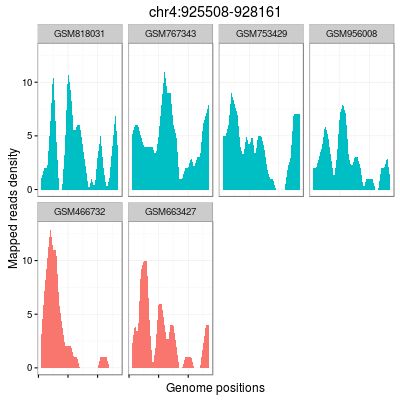 chr4:925508-928161
GSM818031 GSM767343 GSM753429 GSM956008
10
5
0
GSM466732 GSM663427
10
5
0
Mapped reads density
Genome positions